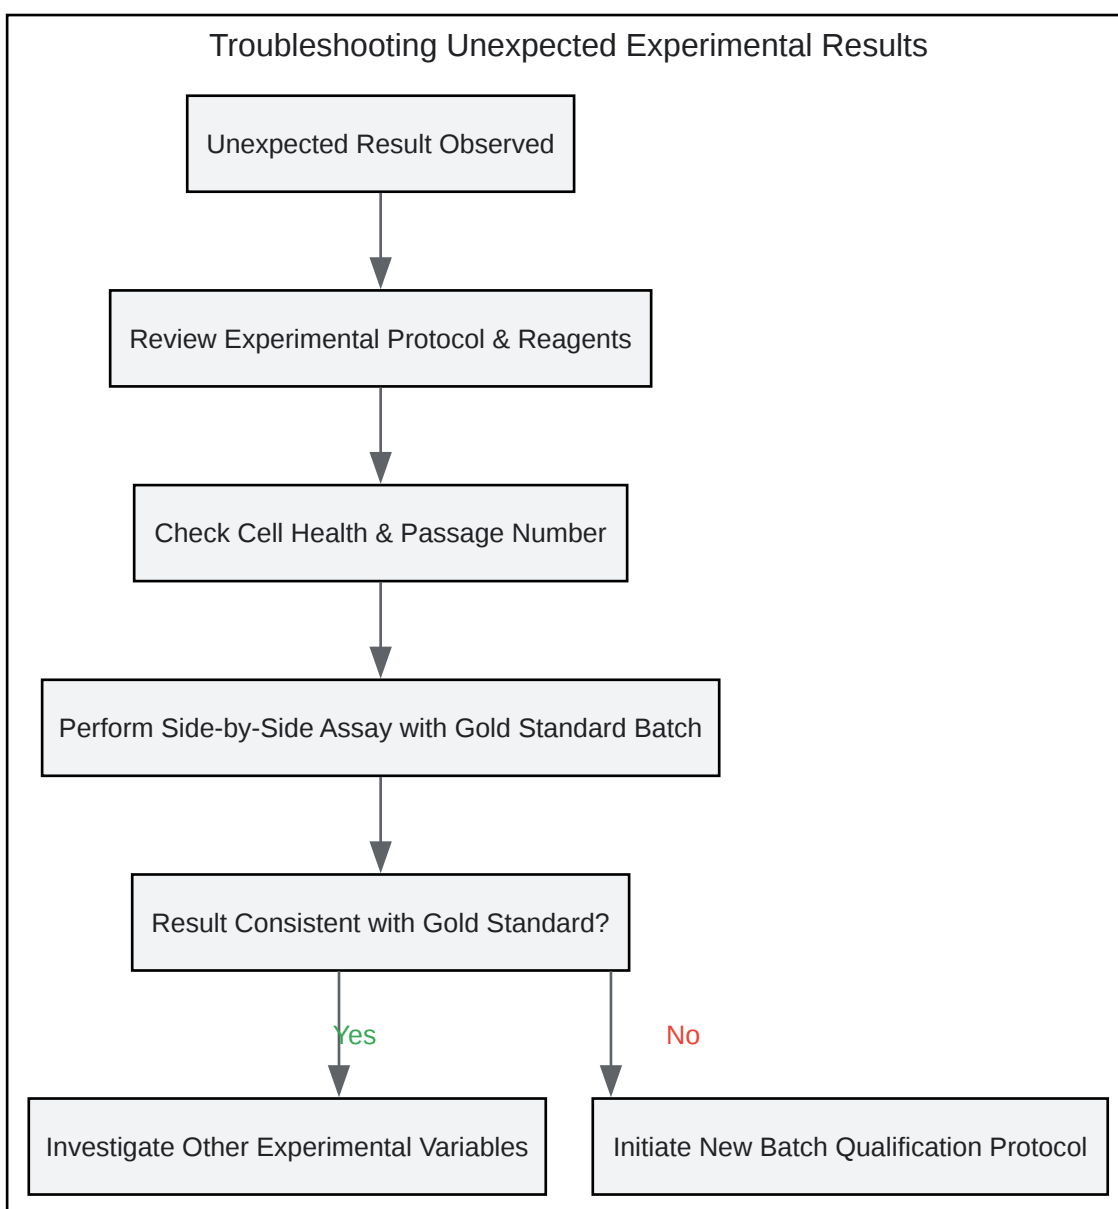 Troubleshooting Unexpected Experimental Results
Unexpected Result Observed
Review Experimental Protocol & Reagents
Check Cell Health & Passage Number
Perform Side-by-Side Assay with Gold Standard Batch
Result Consistent with Gold Standard?
Yes
No
Investigate Other Experimental Variables
Initiate New Batch Qualification Protocol